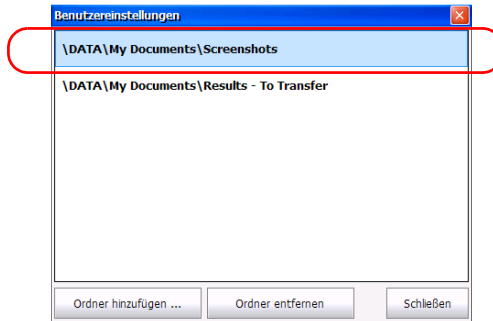 Benutzereinstellungen
\DATA\My Documents\Screenshots
\DATA\My Documents\Results - To Transfer
Ordner hinzufügen ...
Ordner entfernen
Schließen